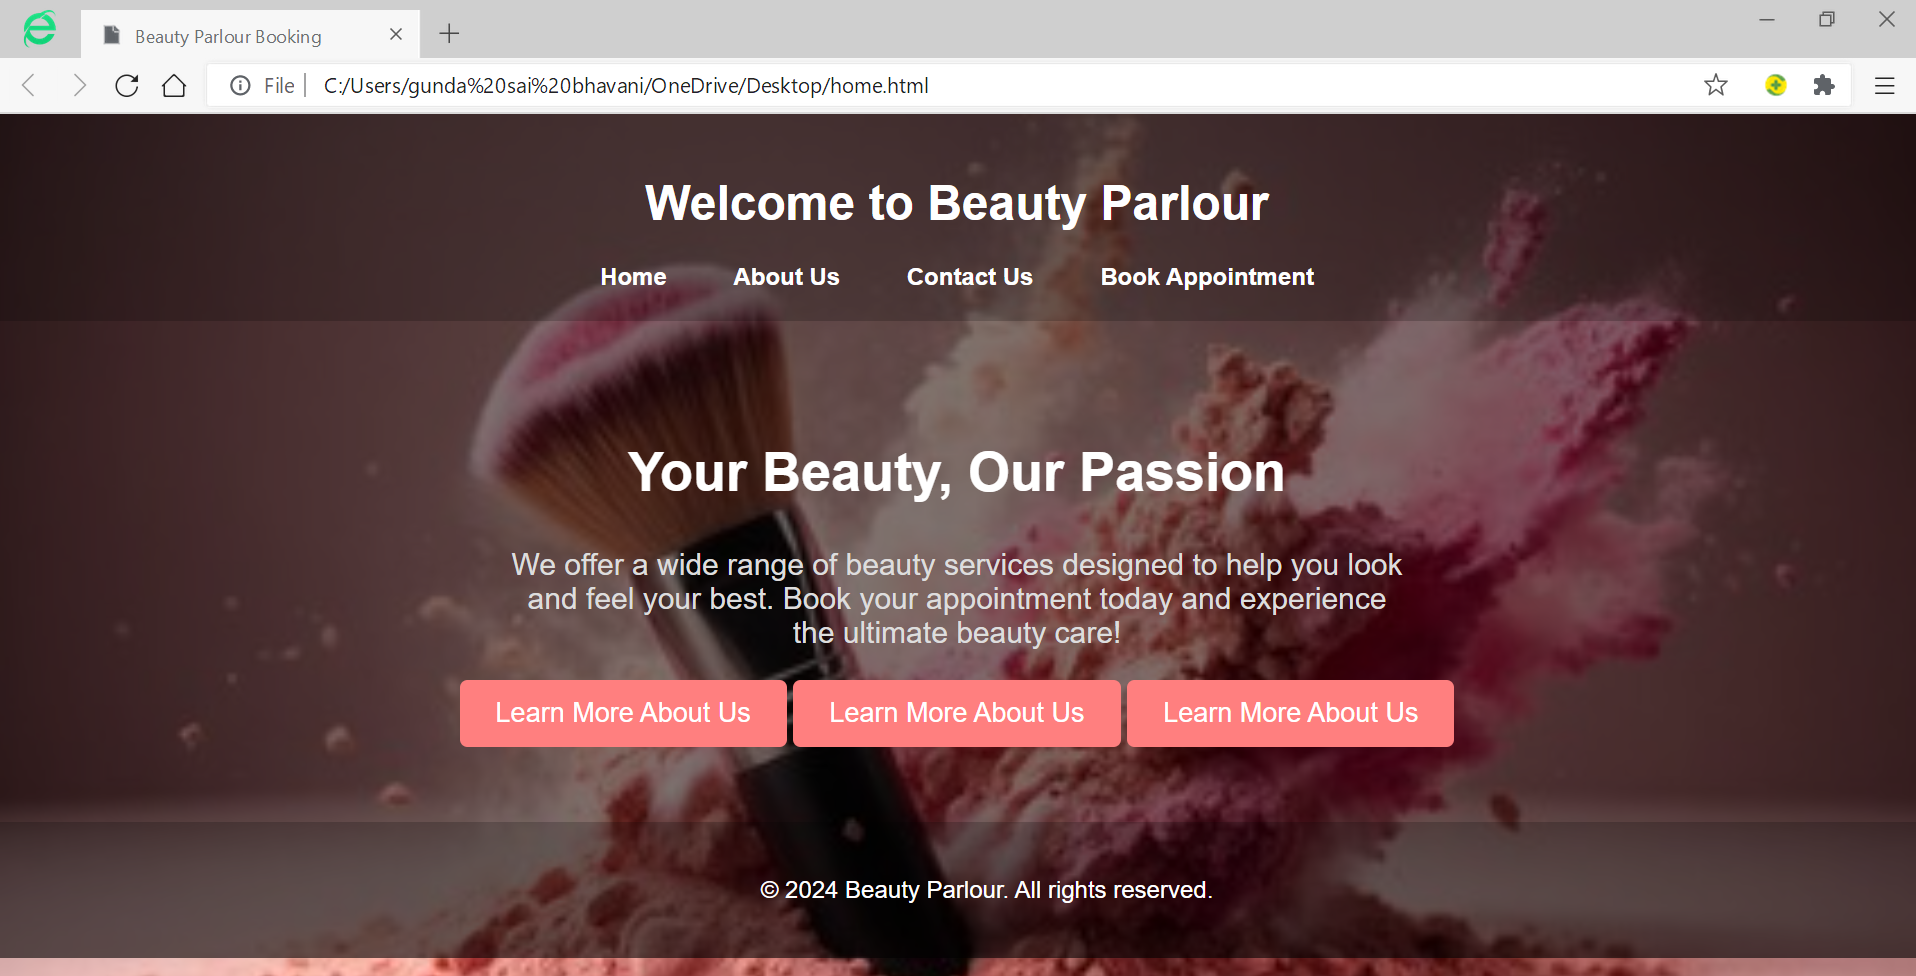 Beauty Parlour Booking
File
C:/Users/gunda%20sai%20bhavani/OneDrive/Desktop/home.html
Welcome to Beauty Parlour
Home About Us Contact Us Book Appointment
Your Beauty, Our Passion
We offer a wide range of beauty services designed to help you look
and feel your best. Book your appointment today and experience
the ultimate beauty care!
Learn More About Us Learn More About Us Learn More About Us
© 2024 Beauty Parlour. All rights reserved.